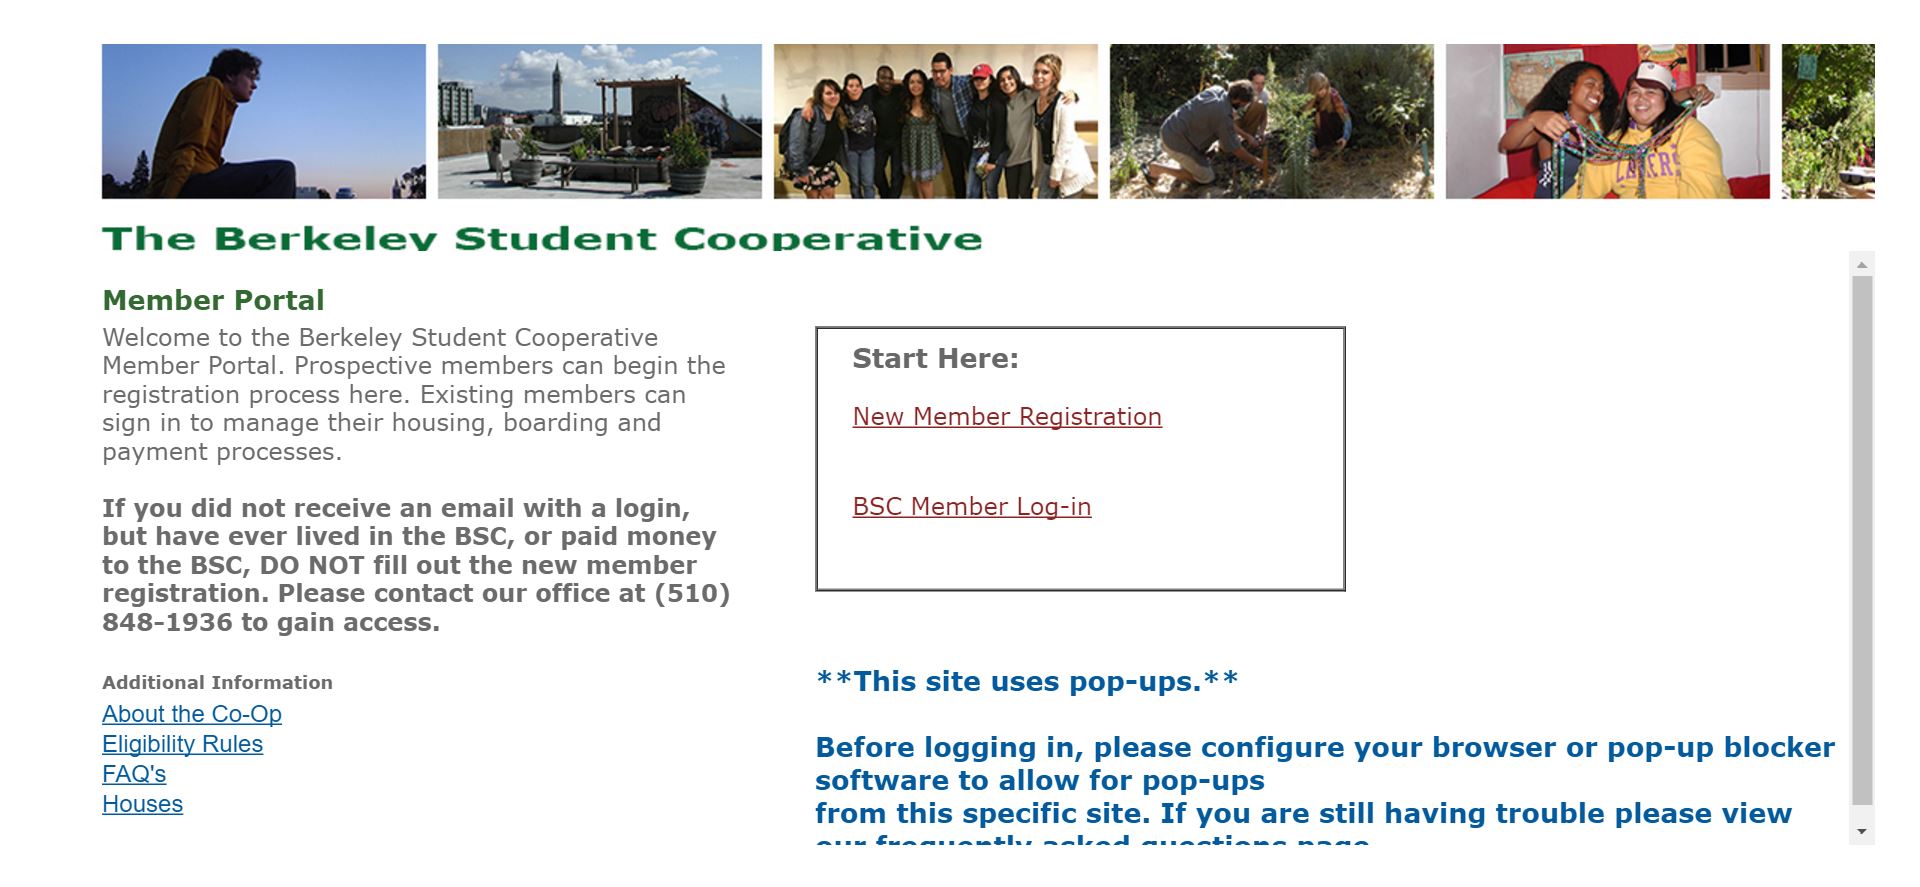 The Berkeley Student Cooperative
Member Portal
Welcome to the Berkeley Student Cooperative
Member Portal. Prospective members can begin the
registration process here. Existing members can
sign in to manage their housing, boarding and
payment processes.
If you did not receive an email with a login,
but have ever lived in the BSC, or paid money
to the BSC, DO NOT fill out the new member
registration. Please contact our office at (510)
848-1936 to gain access.
Additional Information
About the Co-Op
Eligibility Rules
FAQ's
Houses
Start Here:
New Member Registration
BSC Member Log-in
**This site uses pop-ups.**
Before logging in, please configure your browser or pop-up blocker
software to allow for pop-ups
from this specific site. If you are still having trouble please view
our frequently asked questions page
LAKERS